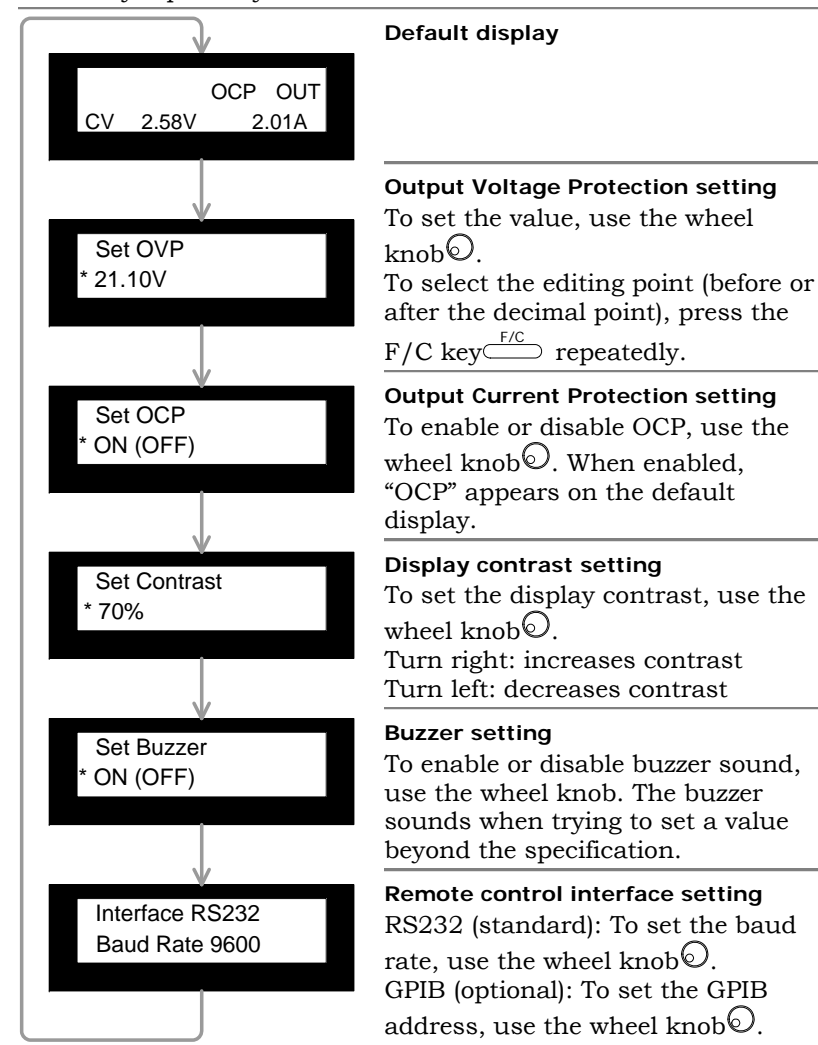 Default display
OCP OUT
CV 2.58V 2.01A
Output Voltage Protection setting
To set the value, use the wheel
knob.
To select the editing point (before or
after the decimal point), press the
F/C key F/C repeatedly.
Set OVP
* 21.10V
Output Current Protection setting
To enable or disable OCP, use the
wheel knob. When enabled,
“OCP” appears on the default
display.
Set OCP
* ON (OFF)
Display contrast setting
To set the display contrast, use the
wheel knob.
Turn right: increases contrast
Turn left: decreases contrast
Set Contrast
* 70%
Buzzer setting
To enable or disable buzzer sound,
use the wheel knob. The buzzer
sounds when trying to set a value
beyond the specification.
Set Buzzer
* ON (OFF)
Remote control interface setting
RS232 (standard): To set the baud
rate, use the wheel knob.
GPIB (optional): To set the GPIB
address, use the wheel knob.
Interface RS232
Baud Rate 9600